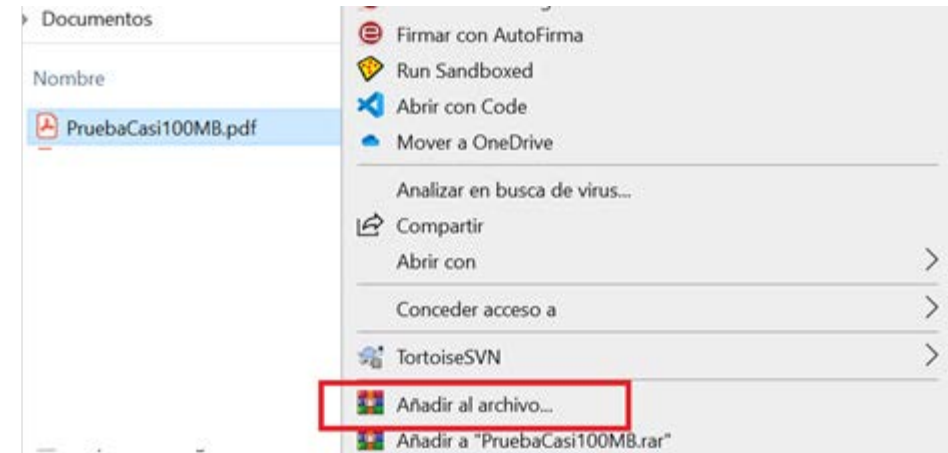 Documentos
Nombre
PruebaCasi100MB.pdf
Firmar con AutoFirma
Run Sandboxed
Abrir con Code
Mover a OneDrive
Analizar en busca de virus...
Compartir
Abrir con
Conceder acceso a
TortoiseSVN
Añadir al archivo...
Añadir a "PruebaCasi100MB.rar"